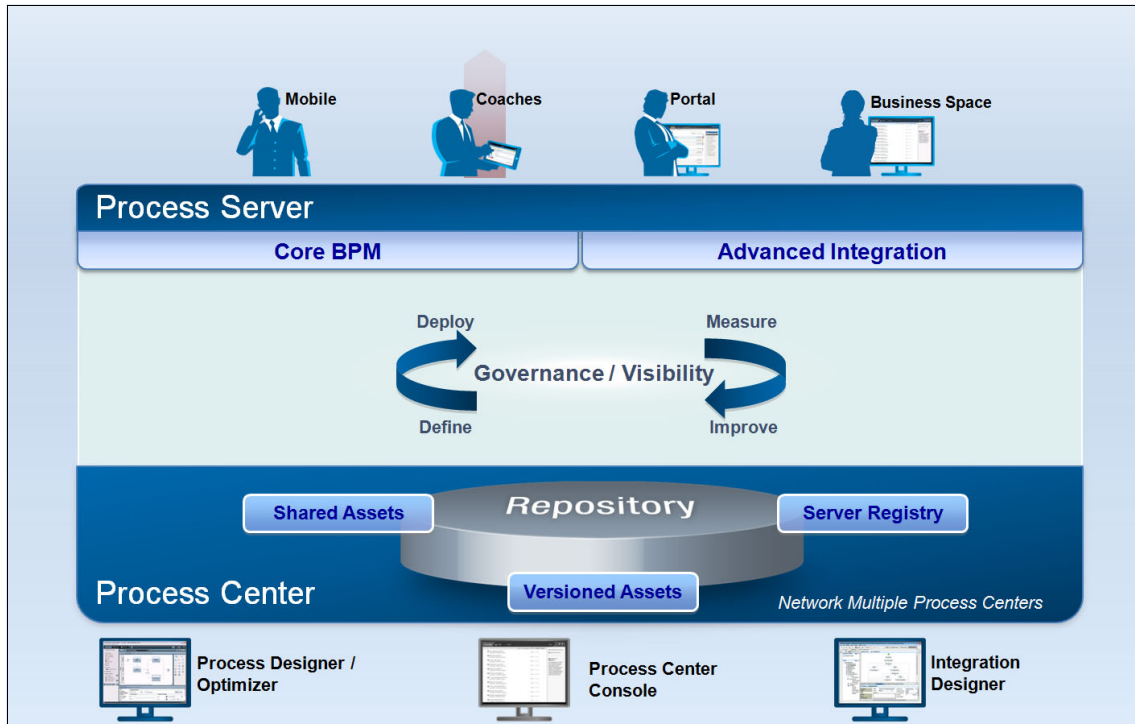 Mobile
Coaches
Portal
Business Space
Process Server
Core BPM
Advanced Integration
Deploy
Measure
Governance / Visibility
Define
Improve
Repository
Shared Assets
Server Registry
Versioned Assets
Process Center
Network Multiple Process Centers
Process Designer /
Optimizer
Process Center
Console
Integration
Designer